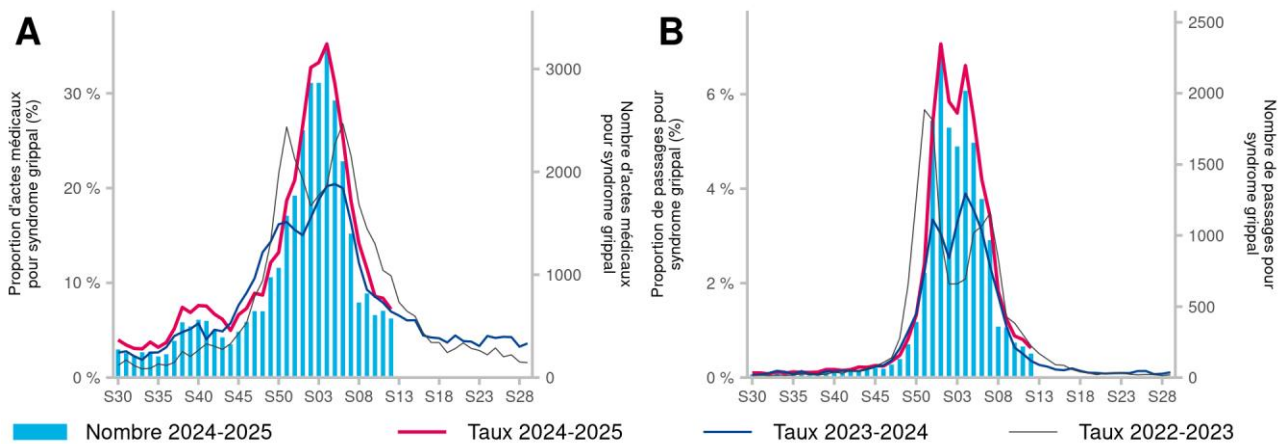 A
Proportion d'actes médicaux
pour syndrome grippal (%)
30 %
20 %
10 %
0 %
3000
2000
1000
0
Nombre d'actes médicaux
pour syndrome grippal
S30 S35 S40 S45 S50 S03 S08 S13 S18 S23 S28
B
Proportion de passages pour
syndrome grippal (%)
6 %
4 %
2 %
0 %
2500
2000
1500
1000
500
0
Nombre de passages pour
syndrome grippal
S30 S35 S40 S45 S50 S03 S08 S13 S18 S23 S28
Nombre 2024-2025 Taux 2024-2025 Taux 2023-2024 Taux 2022-2023